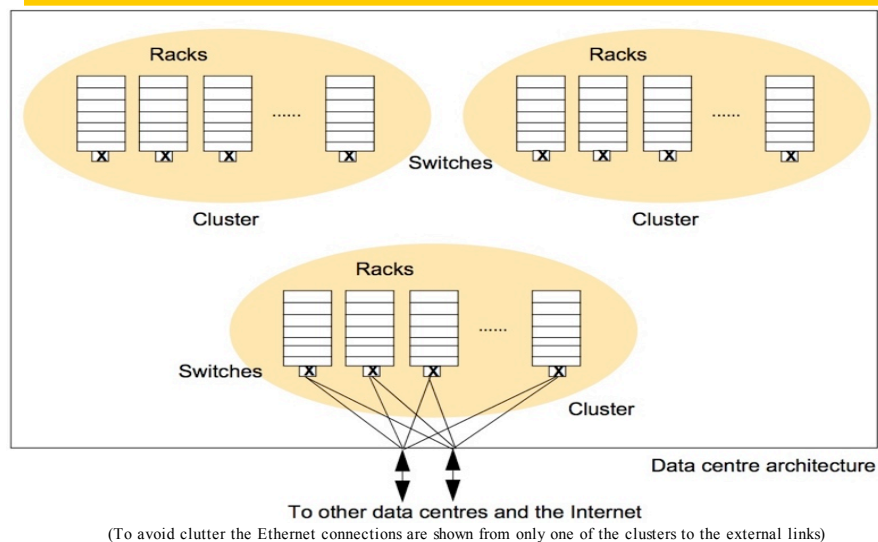 Racks
Racks
......
......
X X X X
X X X X
Switches
Cluster
Cluster
Racks
......
Switches
X X X X
Cluster
Data centre architecture
To other data centres and the Internet
(To avoid clutter the Ethernet connections are shown from only one of the clusters to the external links)